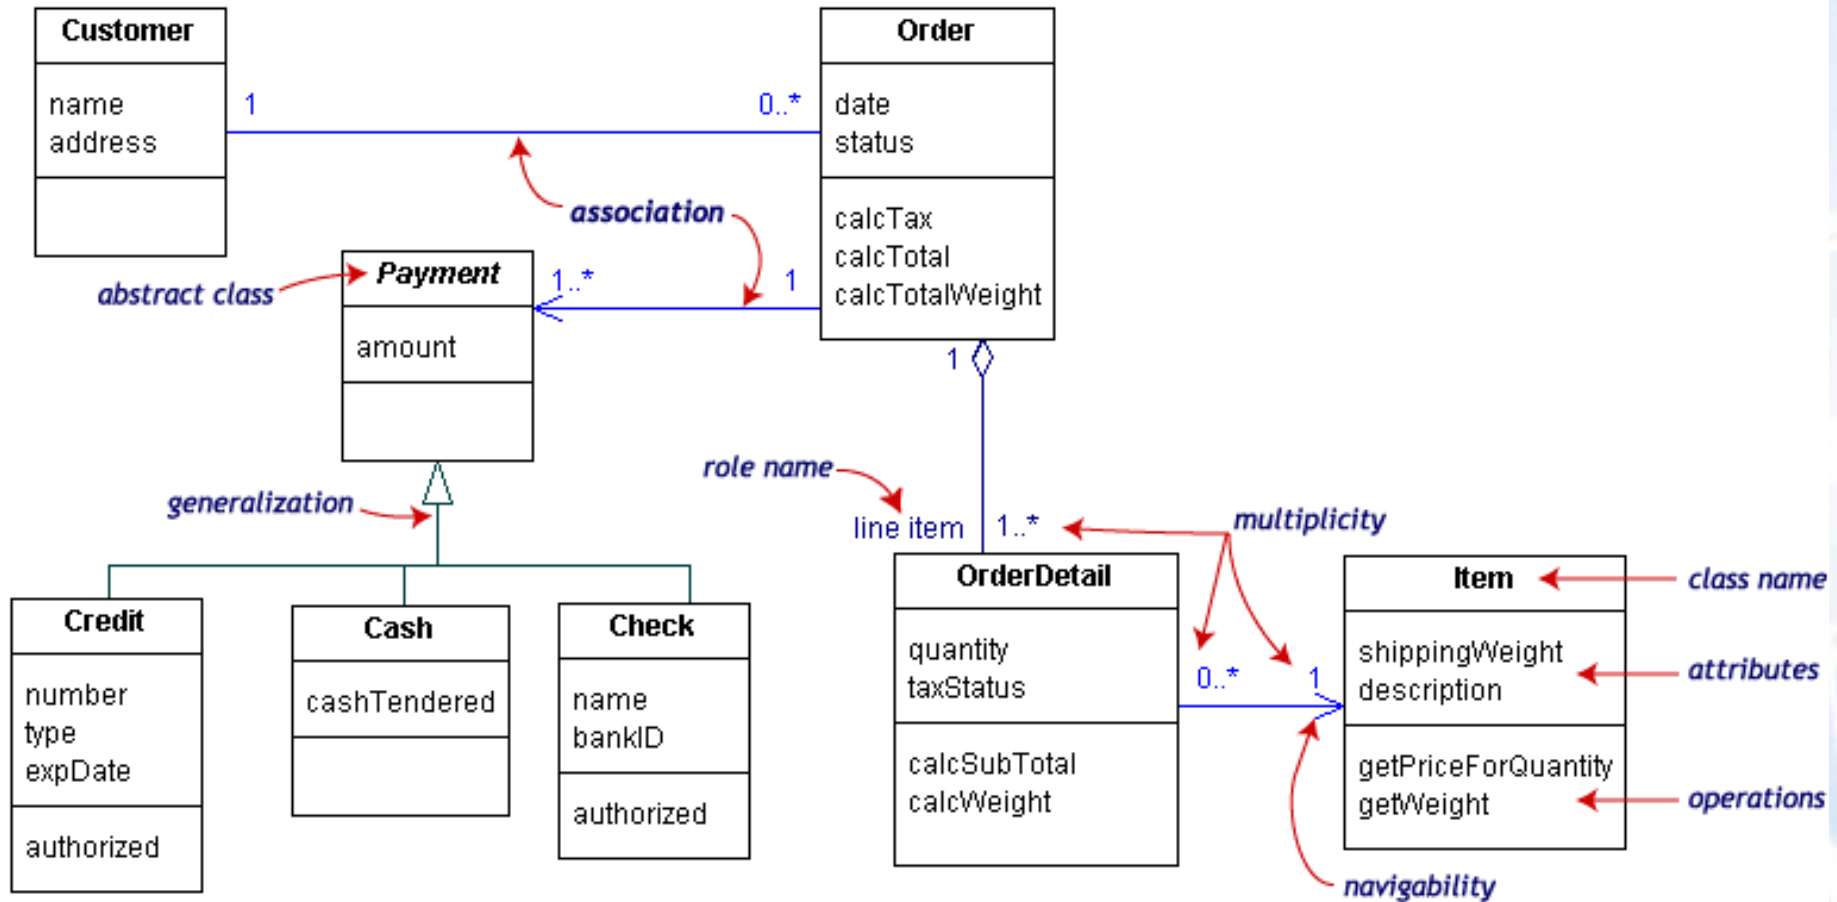 Customer
name
address
1
0..*
Order
date
status
calcTax
calcTotal
calcTotalWeight
association
abstract class
Payment
amount
1..*
1
1
generalization
role name
line item
1..*
multiplicity
Credit
number
type
expDate
authorized
Cash
cashTendered
Check
name
bankID
authorized
OrderDetail
quantity
taxStatus
calcSubTotal
calcWeight
0..*
1
Item
shippingWeight
description
getPriceForQuantity
getWeight
class name
attributes
operations
navigability